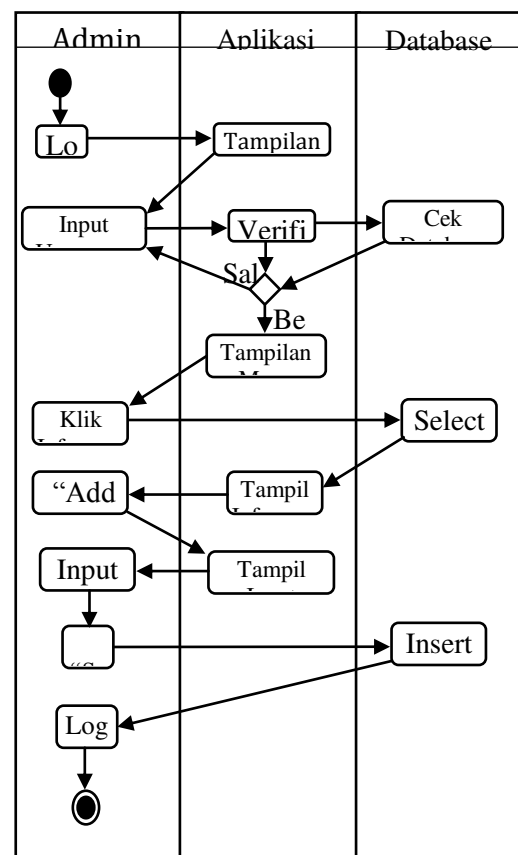 Admin Aplikasi Database
Lo Tampilan
Input Verifi Cek
Sal
Be
Tampilan
Klik Select
“Add Tampil
Input Tampil
Insert
Log